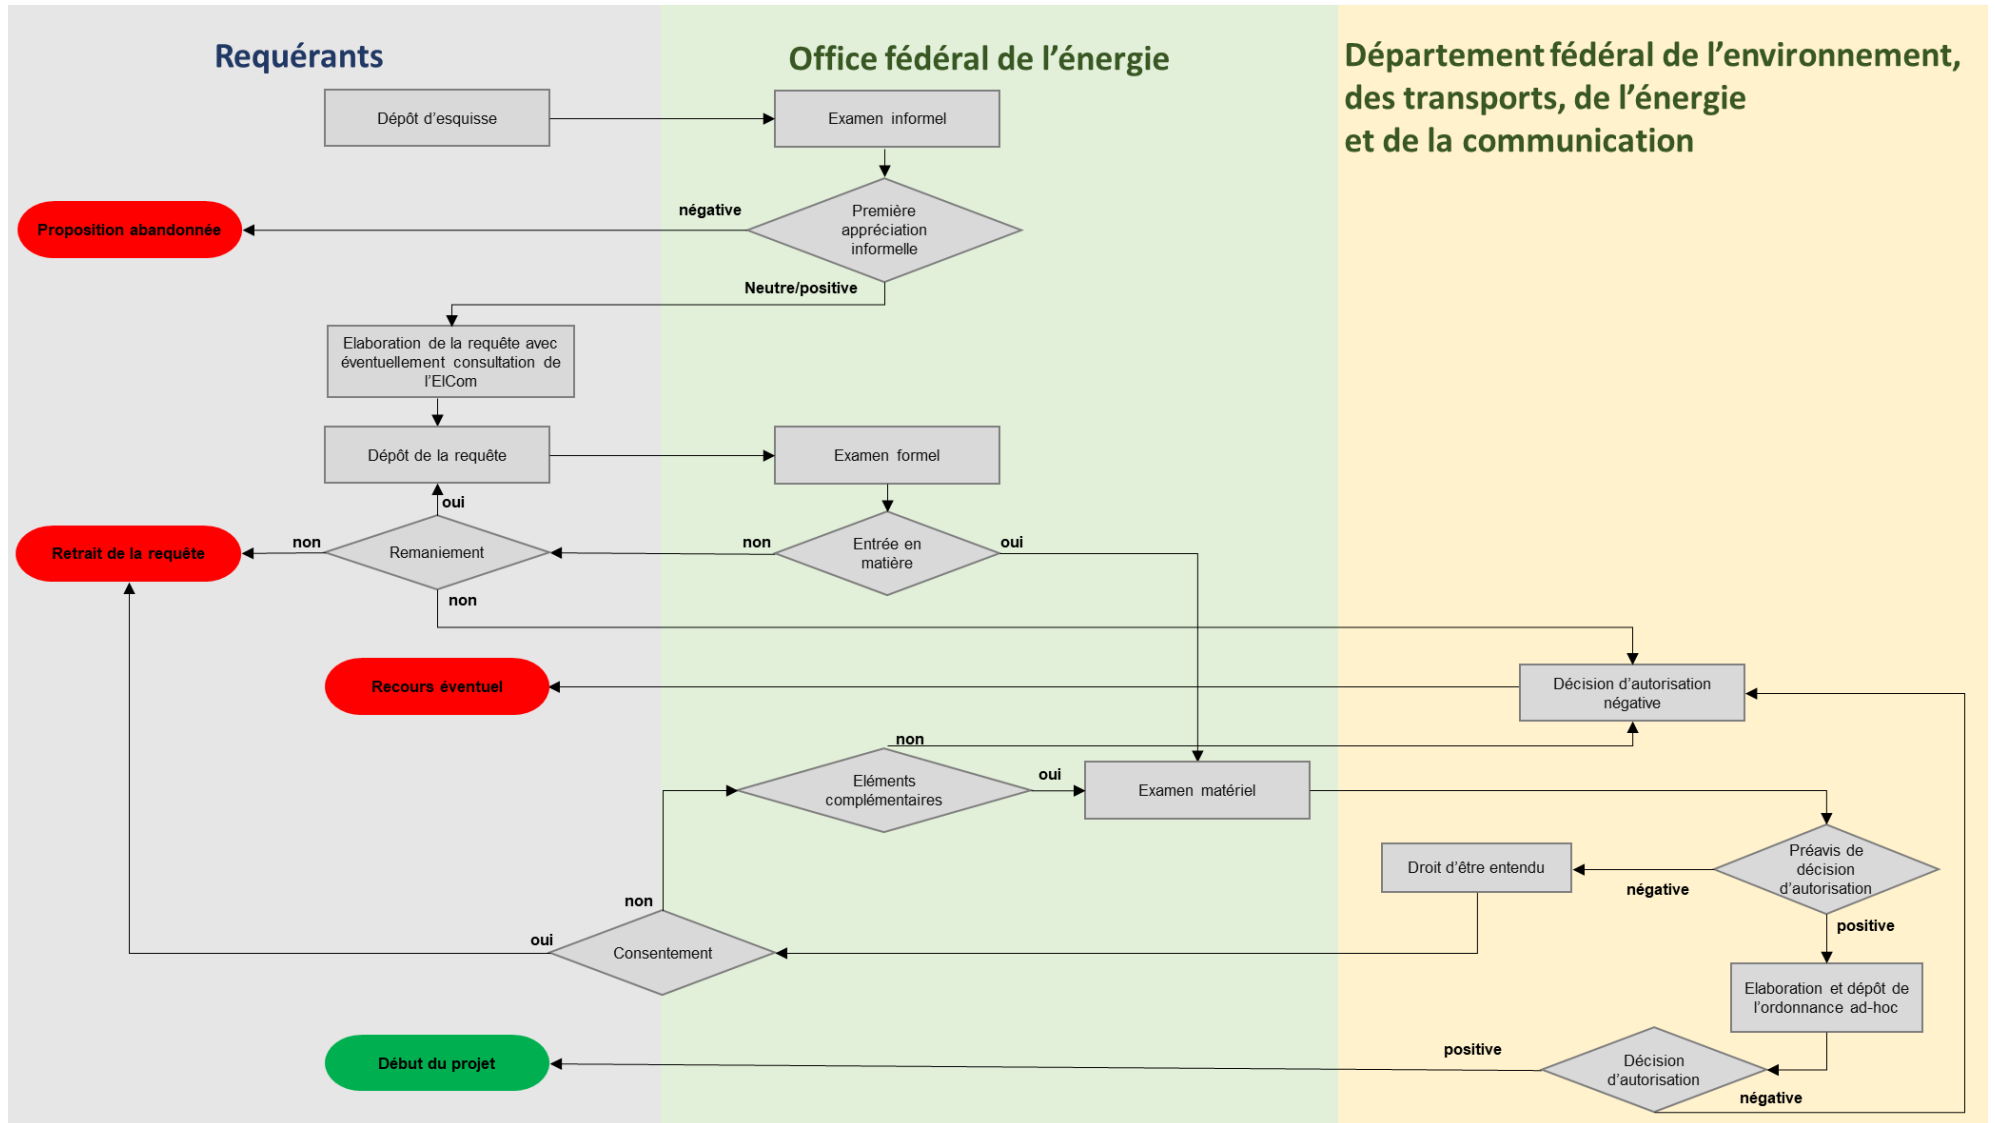 Requérants
Office fédéral de l’énergie
Département fédéral de l’environnement,
des transports, de l’énergie
et de la communication
Dépôt d’esquisse
Examen informel
Première
appréciation
informelle
négative
Proposition abandonnée
Neutre/positive
Elaboration de la requête avec
éventuellement consultation de
l’ElCom
Dépôt de la requête
Examen formel
oui
Entrée en
matière
non
oui
Remaniement
non
Retrait de la requête
non
Décision d’autorisation
négative
Recours éventuel
non
Eléments
complémentaires
oui
Examen matériel
Préavis de
décision
d’autorisation
négative
Droit d’être entendu
positive
non
oui
Consentement
Elaboration et dépôt de
l’ordonnance ad-hoc
Décision
d’autorisation
positive
négative
Début du projet